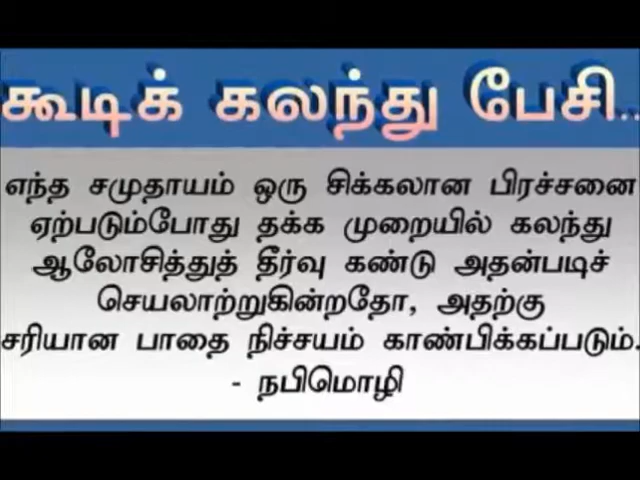 கூடிக் கலந்து பேசி..
எந்த சமுதாயம் ஒரு சிக்கலான பிரச்சனை
ஏற்படும்போது தக்க முறையில் கலந்து
ஆலோசித்துத் தீர்வு கண்டு அதன்படிச்
செயலாற்றுகின்றதோ, அதற்கு
சரியான பாதை நிச்சயம் காண்பிக்கப்படும்.
- நபிமொழி